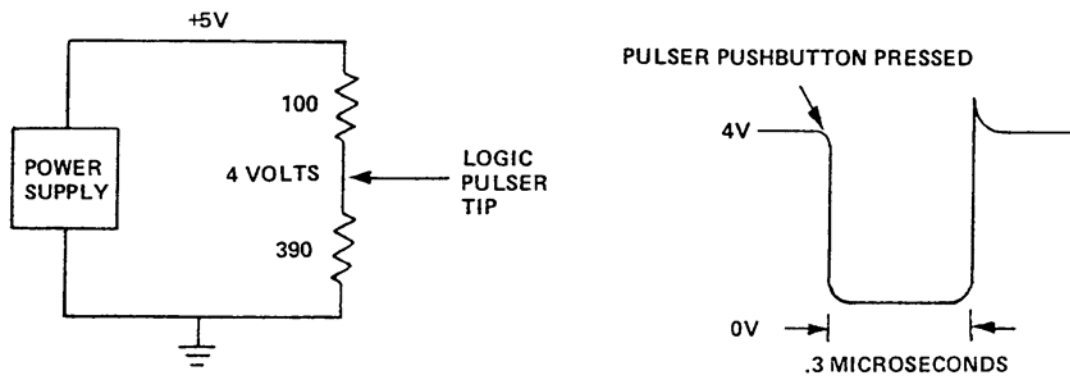 +5V
100
POWER
SUPPLY
4 VOLTS
LOGIC
PULSER
TIP
390
PULSER PUSHBUTTON PRESSED
4V
0V
.3 MICROSECONDS